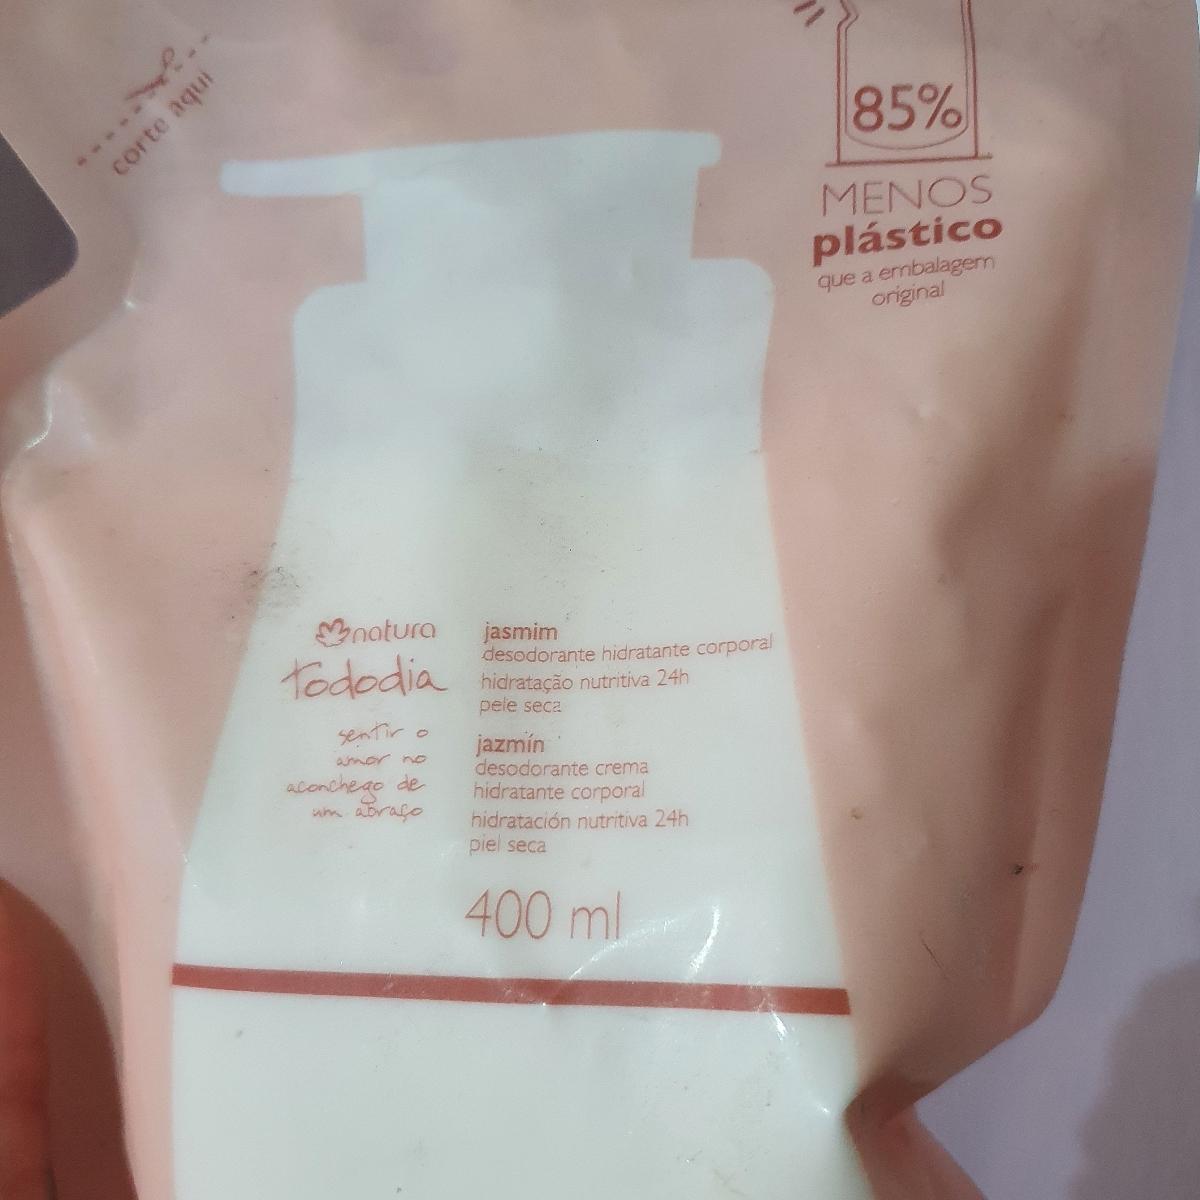 corte aqui
85%
MENOS
plástico
que a embalagem
original
natura
tododia
sentir o
amor no
aconchego de
um abraço
jasmim
desodorante hidratante corporal
hidratação nutritiva 24h
pele seca
jazmín
desodorante crema
hidratante corporal
hidratación nutritiva 24h
piel seca
400 ml